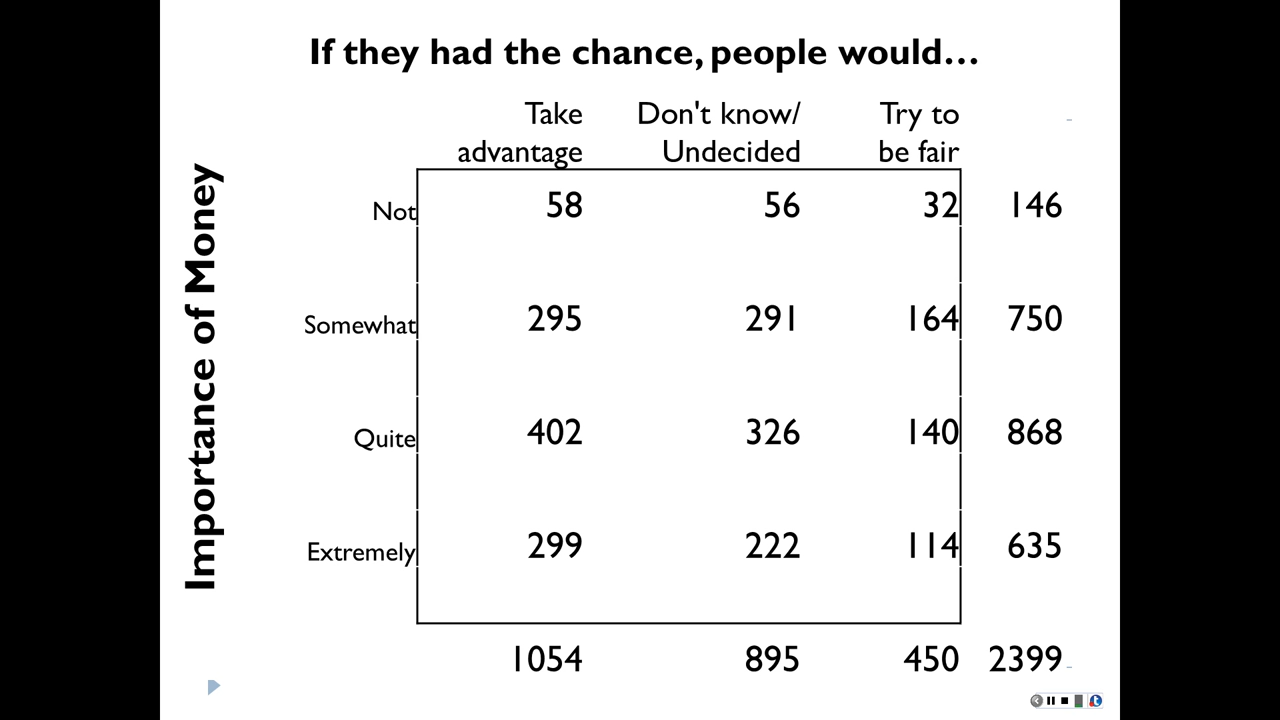 If they had the chance, people would…
Take advantage
Don't know/ Undecided
Try to be fair
Importance of Money
Not 58 56 32 146
Somewhat 295 291 164 750
Quite 402 326 140 868
Extremely 299 222 114 635
1054 895 450 2399